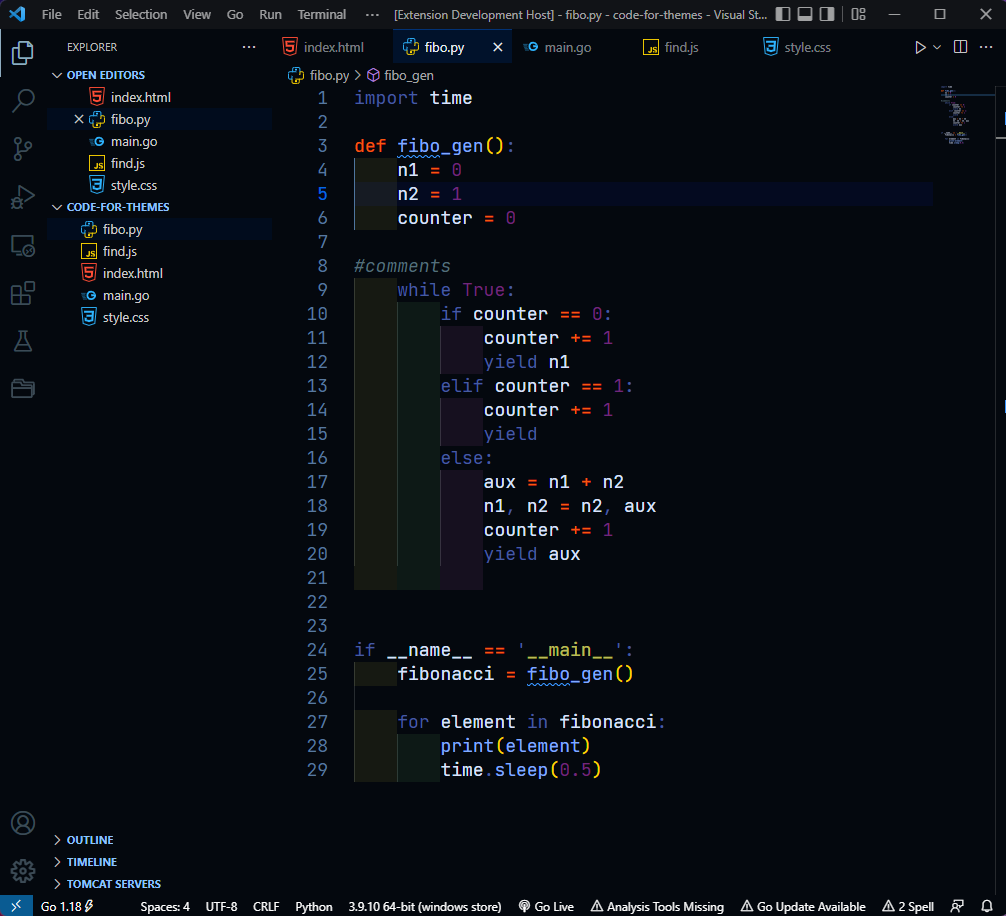 File Edit Selection View Go Run Terminal ··· [Extension Development Host] - fibo.py - code-for-themes - Visual St...
EXPLORER ···
OPEN EDITORS
index.html
fibo.py
main.go
find.js
style.css
CODE-FOR-THEMES
fibo.py
find.js
index.html
main.go
style.css
OUTLINE
TIMELINE
TOMCAT SERVERS
index.html fibo.py main.go find.js style.css ···
fibo.py > fibo_gen
1 import time
2
3 def fibo_gen():
4 n1 = 0
5 n2 = 1
6 counter = 0
7
8 #comments
9 while True:
10 if counter == 0:
11 counter += 1
12 yield n1
13 elif counter == 1:
14 counter += 1
15 yield
16 else:
17 aux = n1 + n2
18 n1, n2 = n2, aux
19 counter += 1
20 yield aux
21
22
23
24 if __name__ == '__main__':
25 fibonacci = fibo_gen()
26
27 for element in fibonacci:
28 print(element)
29 time.sleep(0.5)
Go 1.18 Spaces: 4 UTF-8 CRLF Python 3.9.10 64-bit (windows store) Go Live Analysis Tools Missing Go Update Available 2 Spell